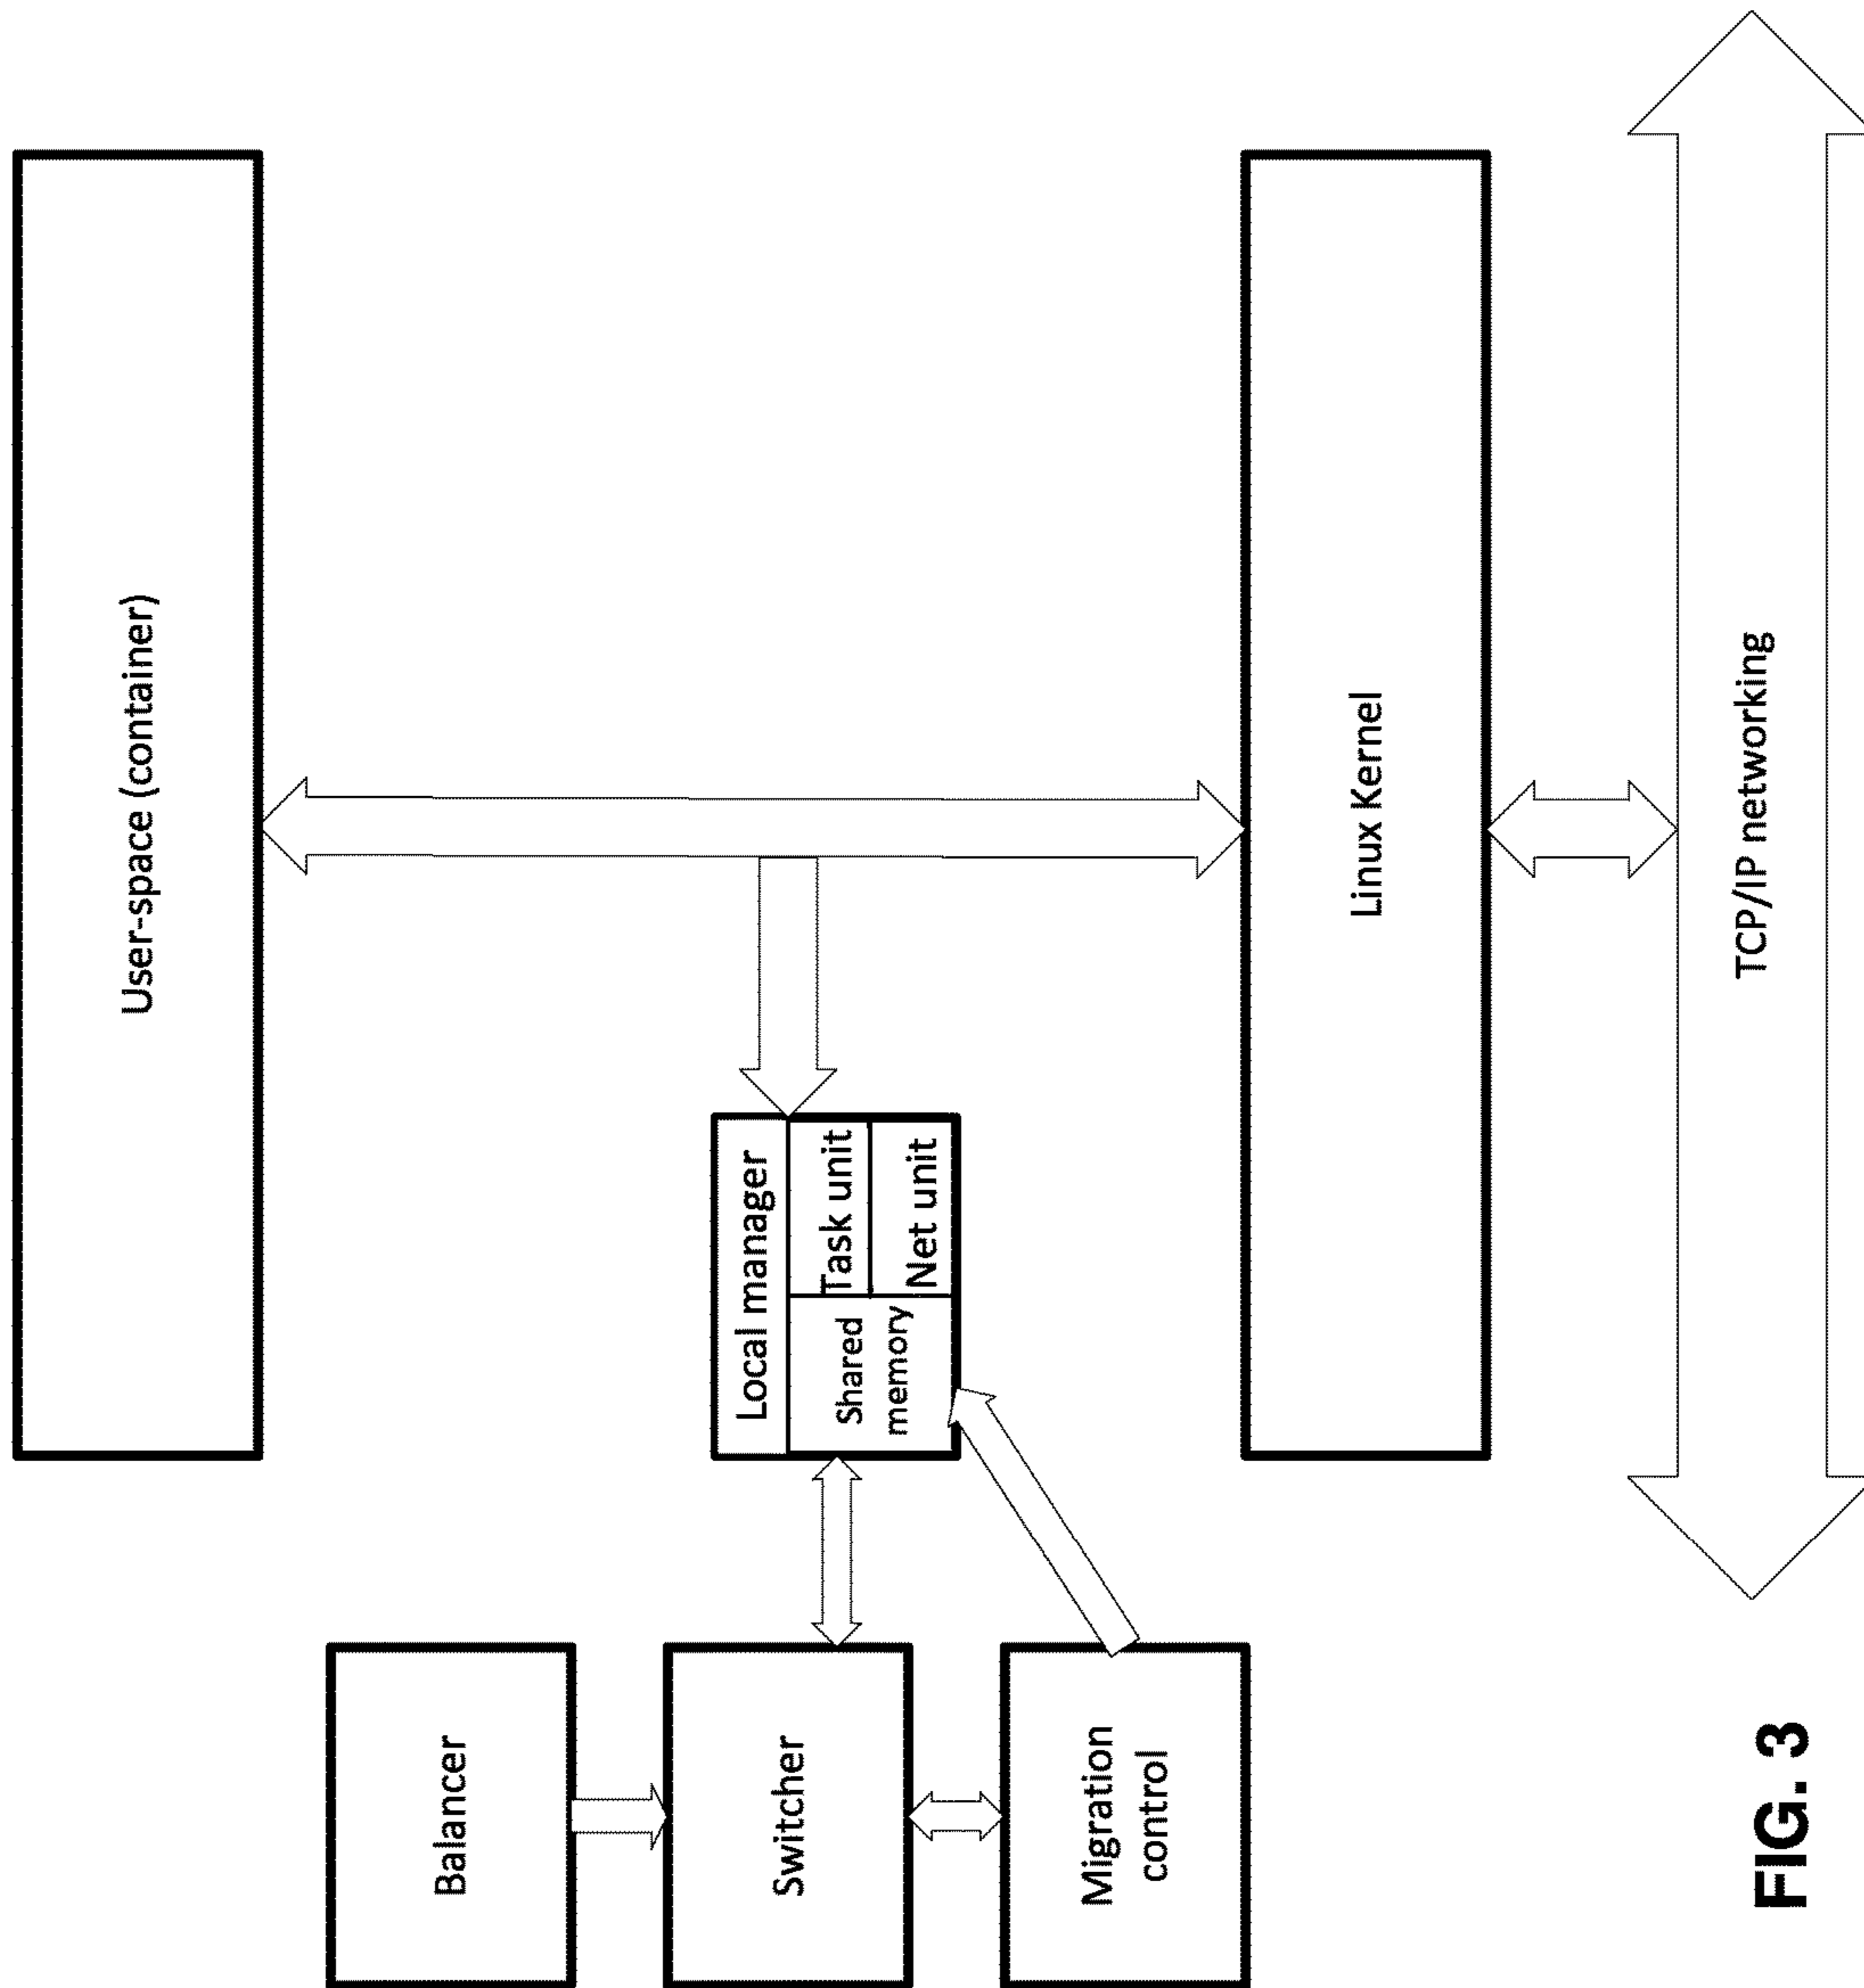 User-space (container)
Balancer
Local manager
Switcher
Shared
memory
Task unit
Net unit
Migration
control
Linux Kernel
TCP/IP networking
FIG. 3